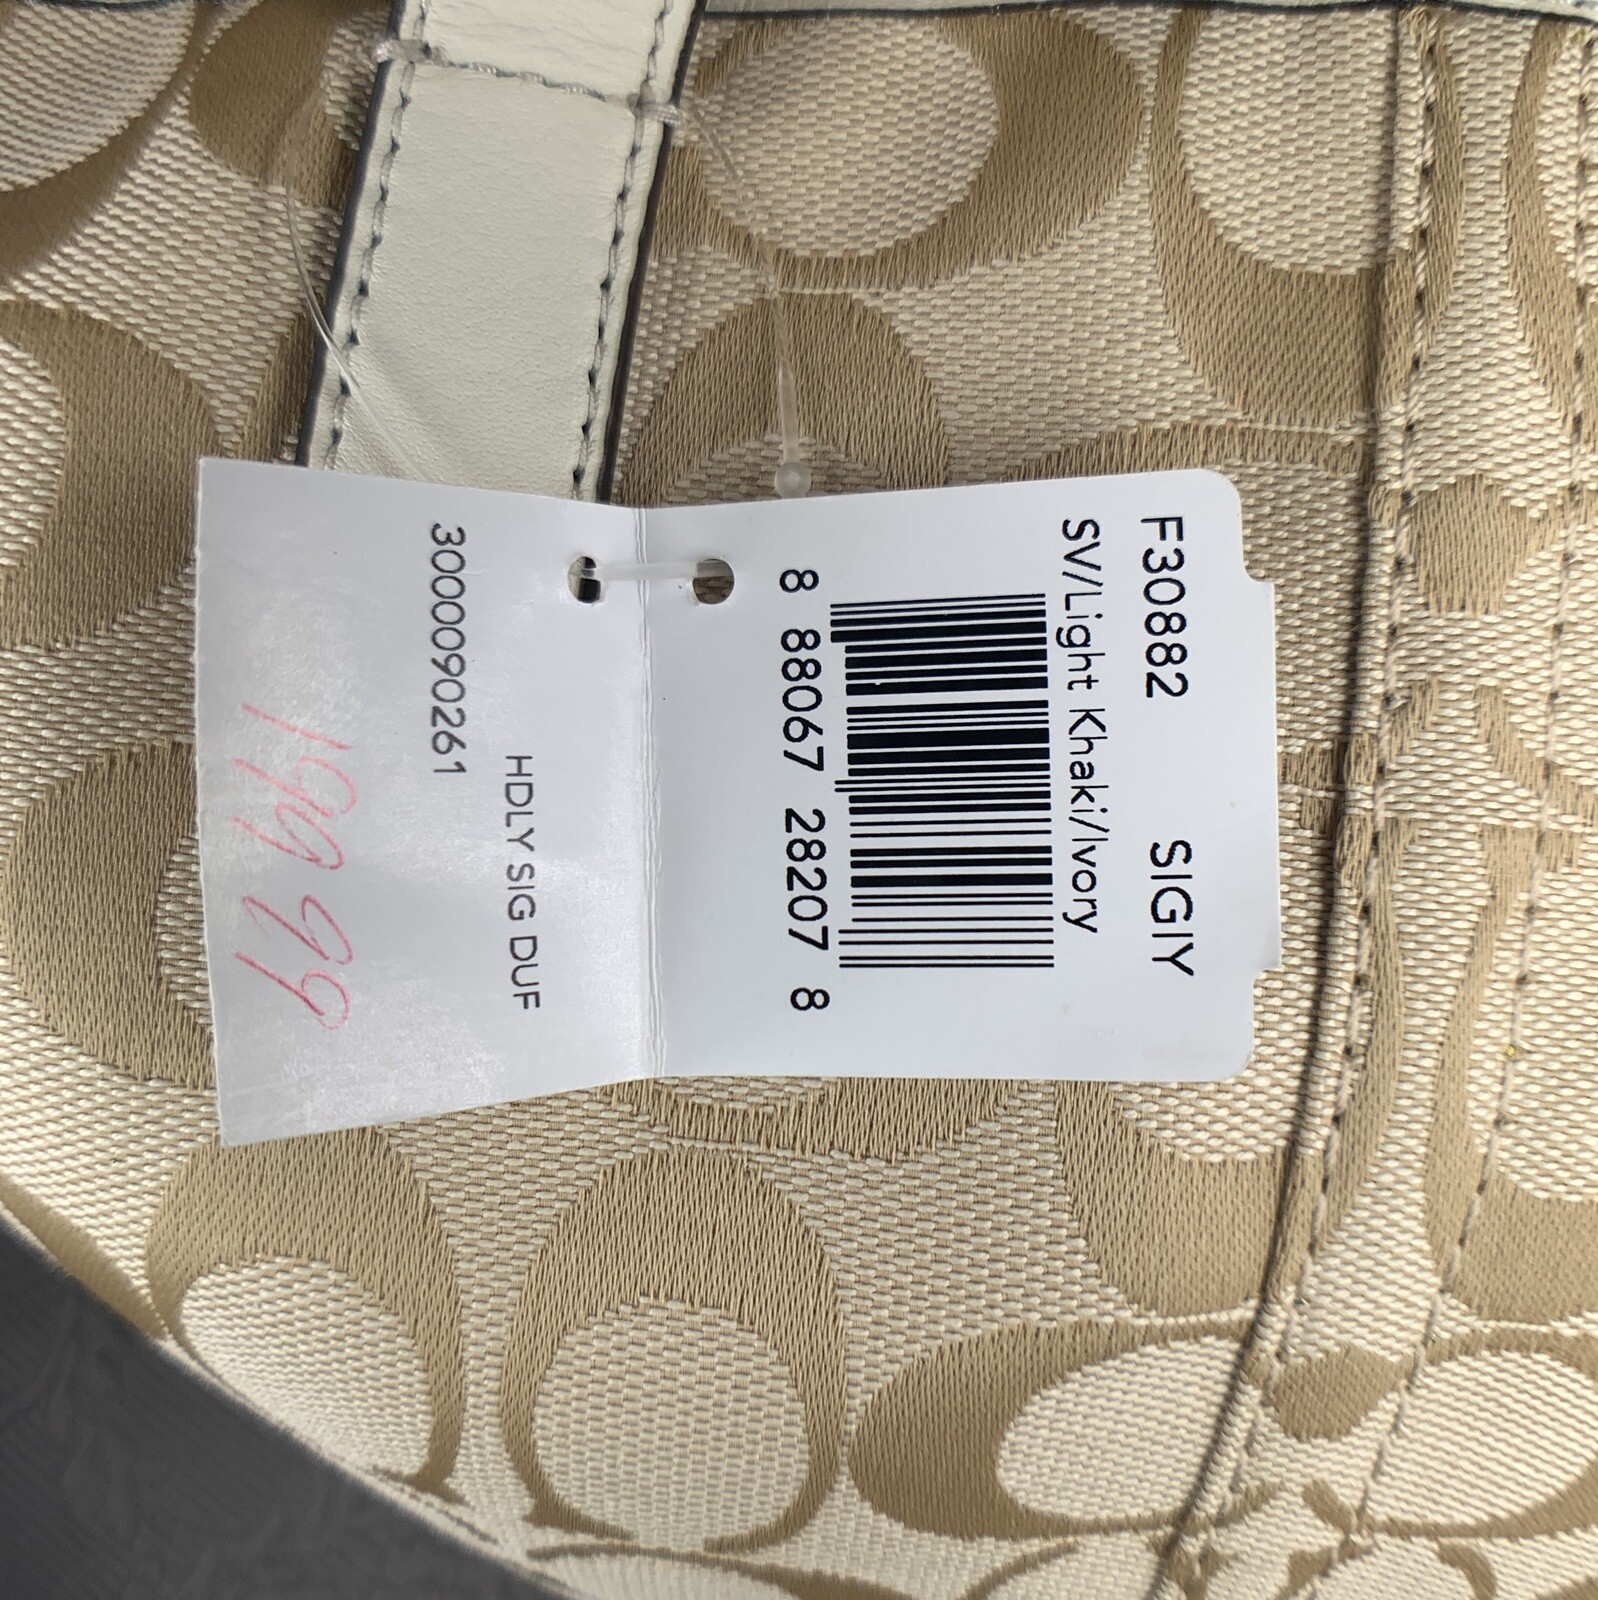 F30882 SIGIY
SV/Light Khaki/Ivory
8 88067 28207 8
HDLY SIG DUF
3000090261
199 99